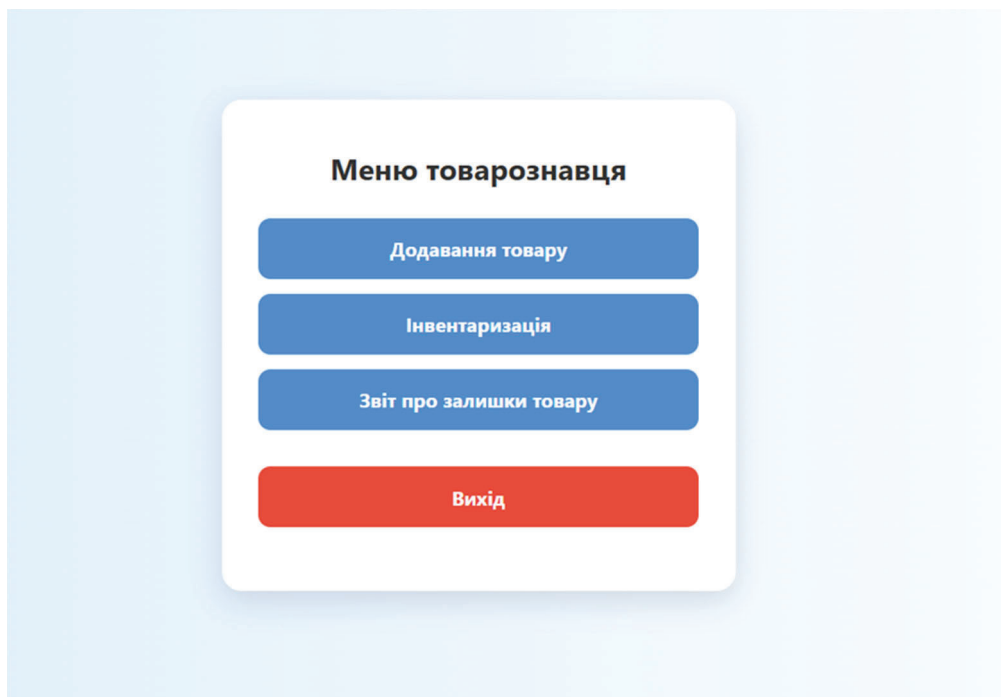 Меню товарознавця
Додавання товару
Інвентаризація
Звіт про залишки товару
Вихід